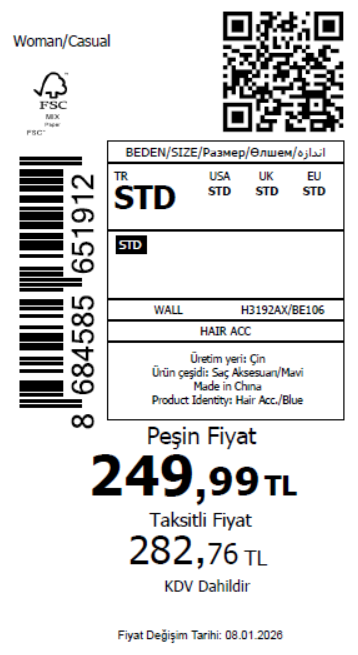 Woman/Casual
FSC
MIX
Paper
FSC™
BEDEN/SIZE/Размер/Өлшем/اندازه
TR USA UK EU
STD STD STD STD
STD
WALL H3192AX/BE106
HAIR ACC
Üretim yeri: Çin
Ürün çeşidi: Saç Aksesuarı/Mavi
Made in China
Product Identity: Hair Acc./Blue
8 684585 651912
Peşin Fiyat
249,99 TL
Taksitli Fiyat
282,76 TL
KDV Dahildir
Fiyat Değişim Tarihi: 08.01.2026